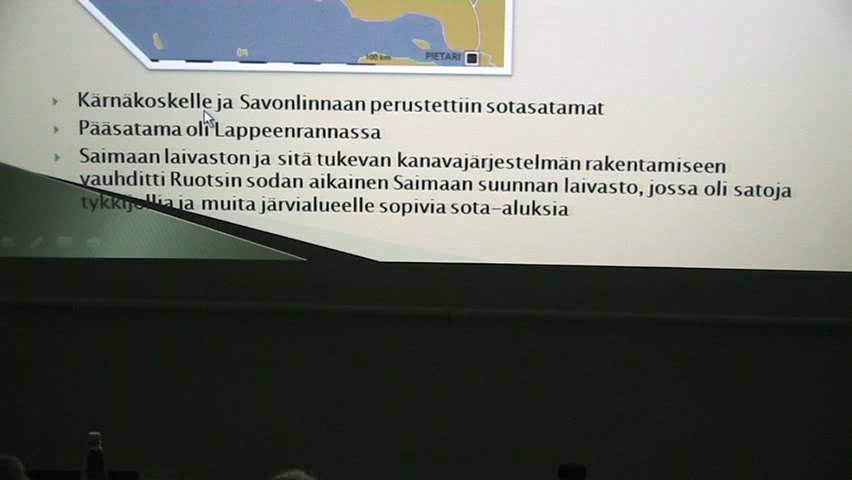 100 km
PIETARI
Kärnäkoskelle ja Savonlinnaan perustettiin sotasatamat
Pääsatama oli Lappeenrannassa
Saimaan laivaston ja sitä tukevan kanavajärjestelmän rakentamiseen
vauhditti Ruotsin sodan aikainen Saimaan suunnan laivasto, jossa oli satoja
tykkijollia ja muita järvialueelle sopivia sota-aluksia